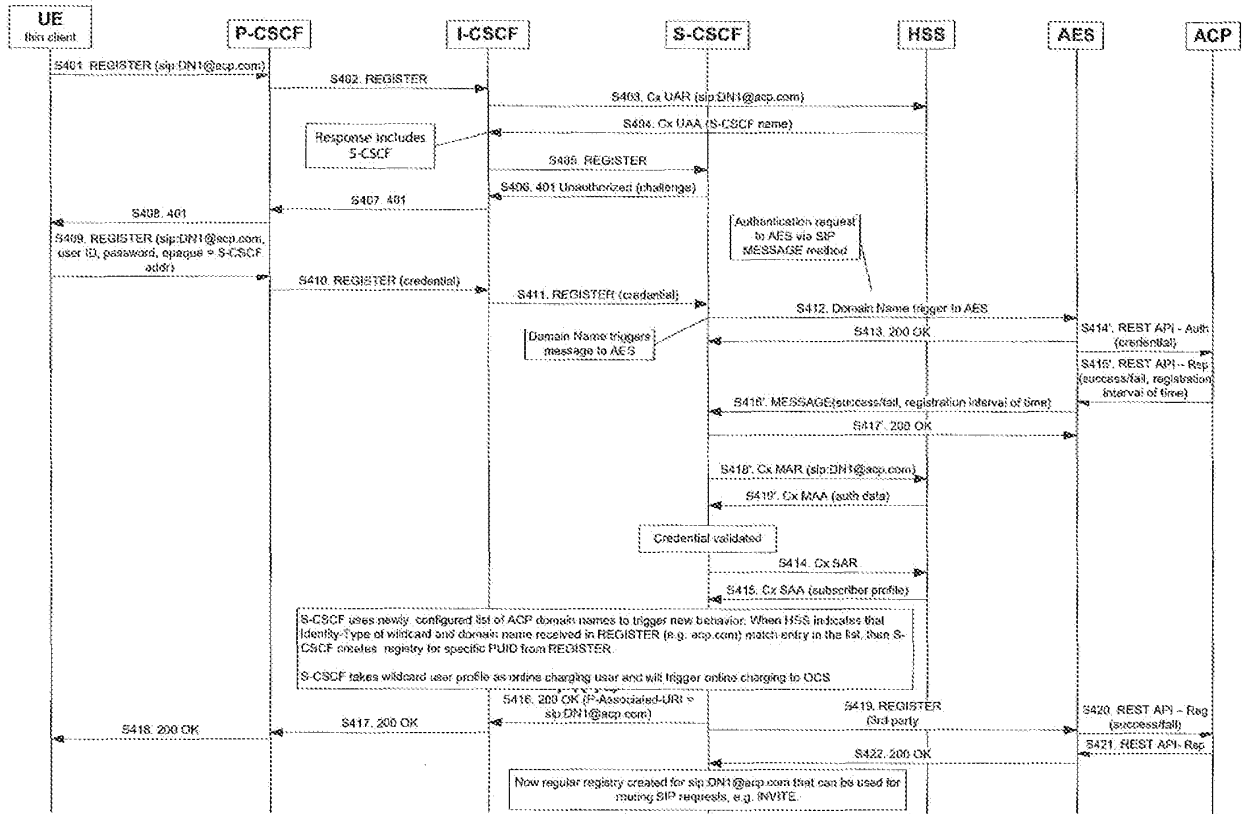 UE
thin client
P-CSCF
I-CSCF
S-CSCF
HSS
AES
ACP
S401. REGISTER (sip:DN1@acp.com)
S402. REGISTER
S403. Cx UAR (sip:DN1@acp.com)
S404. Cx UAA (S-CSCF name)
Response includes
S-CSCF
S405. REGISTER
S406. 401 Unauthorized (challenge)
S407. 401
S408. 401
S409. REGISTER (sip:DN1@acp.com,
user ID, password, opaque = S-CSCF
addr)
Authentication request
to AES via SIP
MESSAGE method
S410. REGISTER (credential)
S411. REGISTER (credential)
S412. Domain Name trigger to AES
Domain Name triggers
message to AES
S413. 200 OK
S414'. REST API - Auth
(credential)
S415'. REST API – Rsp
(success/fail, registration
interval of time)
S416'. MESSAGE(success/fail, registration interval of time)
S417'. 200 OK
S418'. Cx MAR (sip:DN1@acp.com)
S419'. Cx MAA (auth data)
Credential validated
S414. Cx SAR
S415. Cx SAA (subscriber profile)
S-CSCF uses newly configured list of ACP domain names to trigger new behavior. When HSS indicates that
Identity-Type of wildcard and domain name received in REGISTER (e.g. acp.com) match entry in the list, then S-
CSCF creates registry for specific PUID from REGISTER.
S-CSCF takes wildcard user profile as online charging user and will trigger online charging to OCS
S416. 200 OK (P-Associated-URI =
sip:DN1@acp.com)
S417. 200 OK
S418. 200 OK
S419. REGISTER
(3rd party
S420. REST API – Reg
(success/fail)
S421. REST API- Rsp
S422. 200 OK
Now regular registry created for sip:DN1@acp.com that can be used for
routing SIP requests, e.g. INVITE.